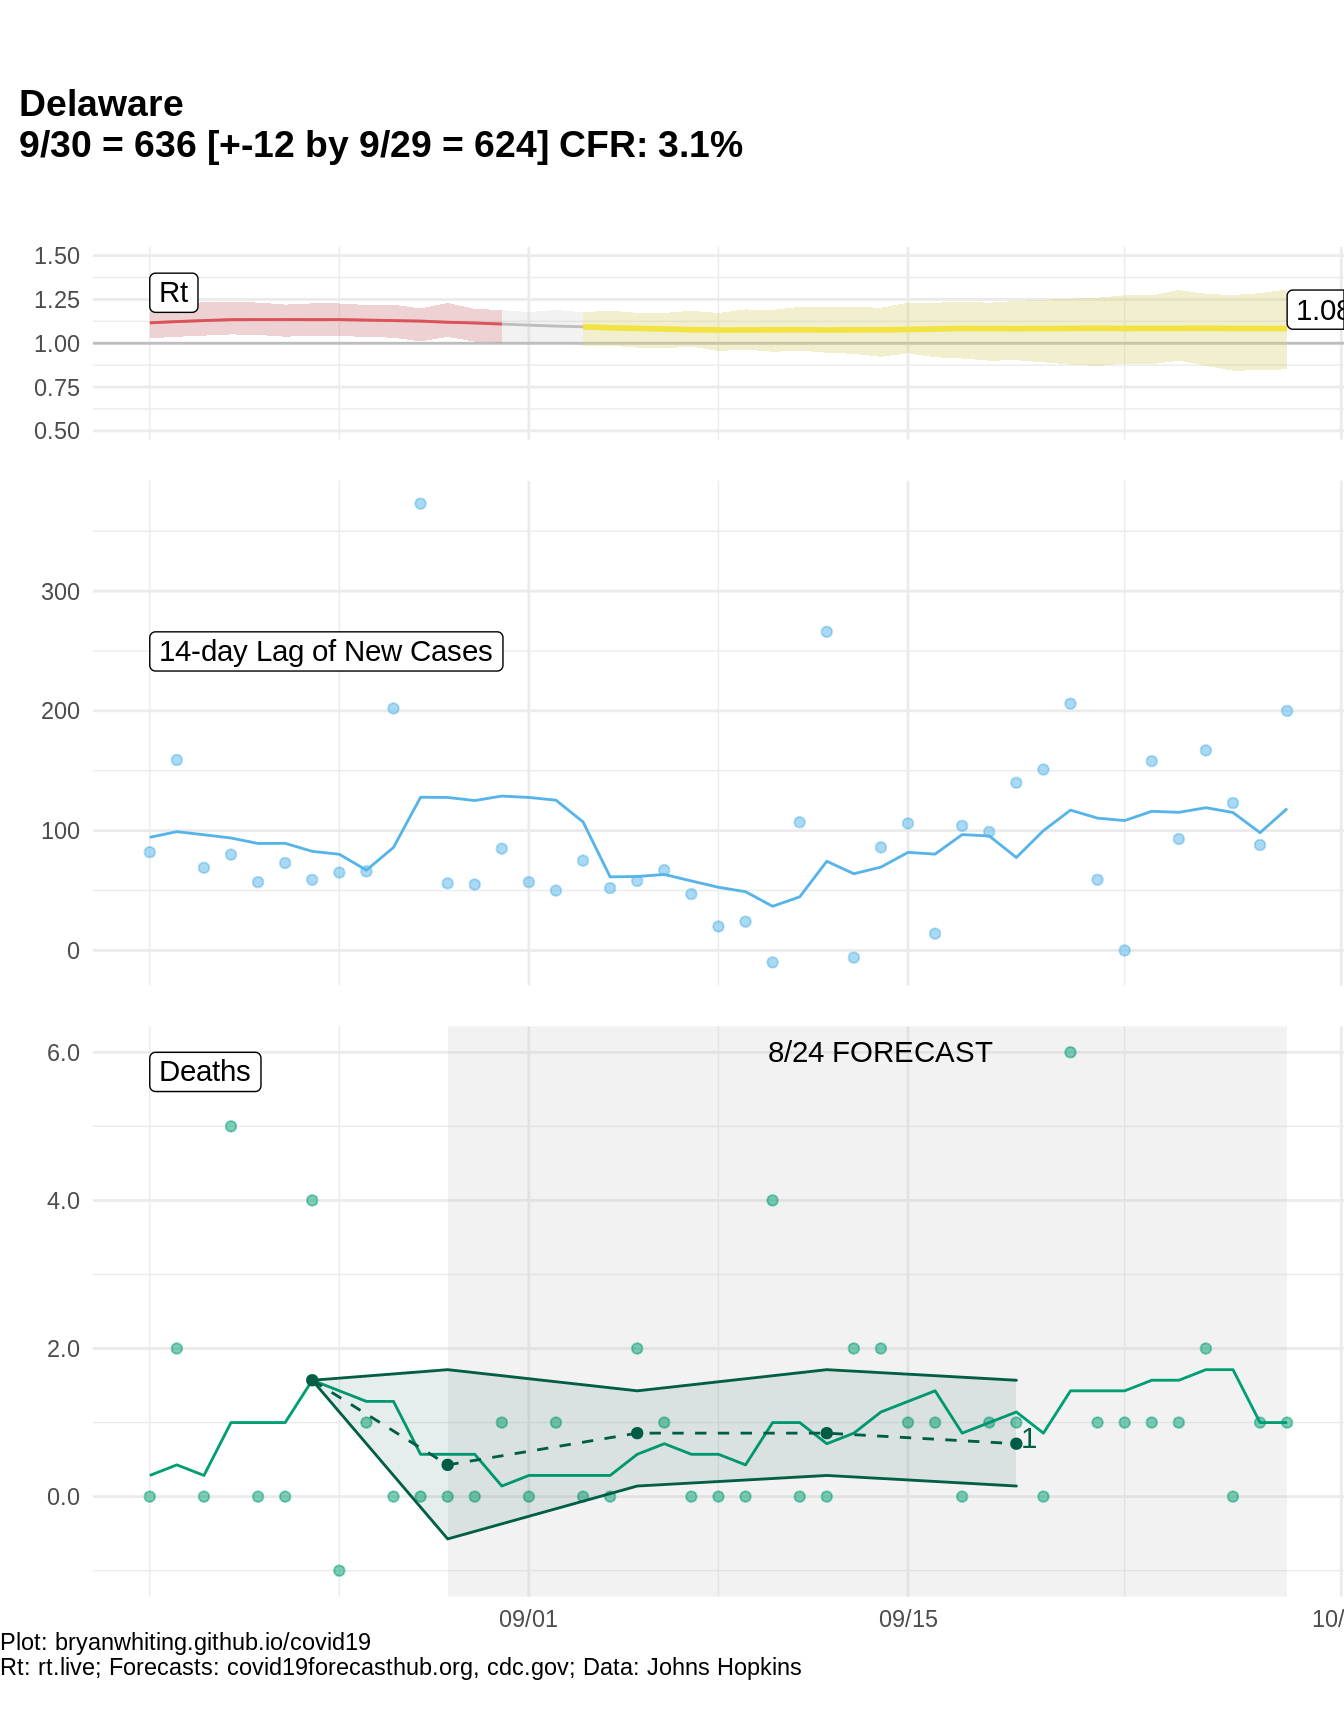 Delaware
9/30 = 636 [+-12 by 9/29 = 624] CFR: 3.1%
1.50
Rt
1.25
1.08
1.00
0.75
0.50
300
14-day Lag of New Cases
200
100
0
8/24 FORECAST
6.0
Deaths
4.0
2.0
1
0.0
09/01
09/15
10/
Plot: bryanwhiting.github.io/covid19
Rt: rt.live; Forecasts: covid19forecasthub.org, cdc.gov; Data: Johns Hopkins